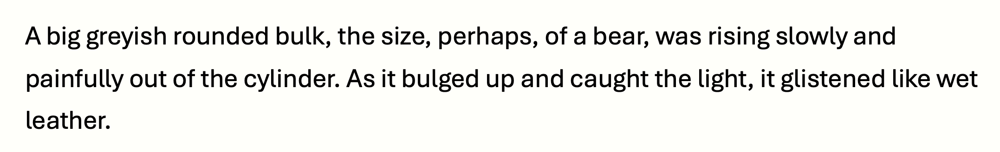 A big greyish rounded bulk, the size, perhaps, of a bear, was rising slowly and
painfully out of the cylinder. As it bulged up and caught the light, it glistened like wet
leather.